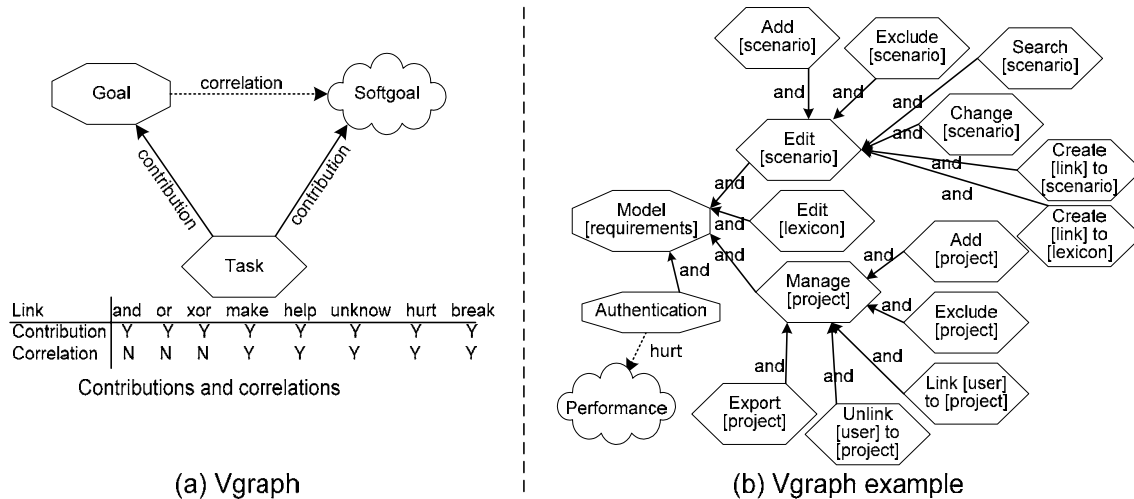 Goal
correlation
Softgoal
contribution
contribution
Task
Link and or xor make help unknow hurt break
Contribution Y Y Y Y Y Y Y Y
Correlation N N N Y Y Y Y Y
Contributions and correlations
(a) Vgraph
Add
[scenario]
Exclude
[scenario]
Search
[scenario]
and
and
and
Change
[scenario]
and
Edit
[scenario]
Create
[link] to
[scenario]
and
and
Create
[link] to
[lexicon]
and
Model
[requirements]
and
Edit
[lexicon]
and
Add
[project]
and
and
Manage
[project]
Authentication
and
Exclude
[project]
hurt
Performance
and
and
and
Link [user]
to [project]
Export
[project]
Unlink
[user] to
[project]
(b) Vgraph example